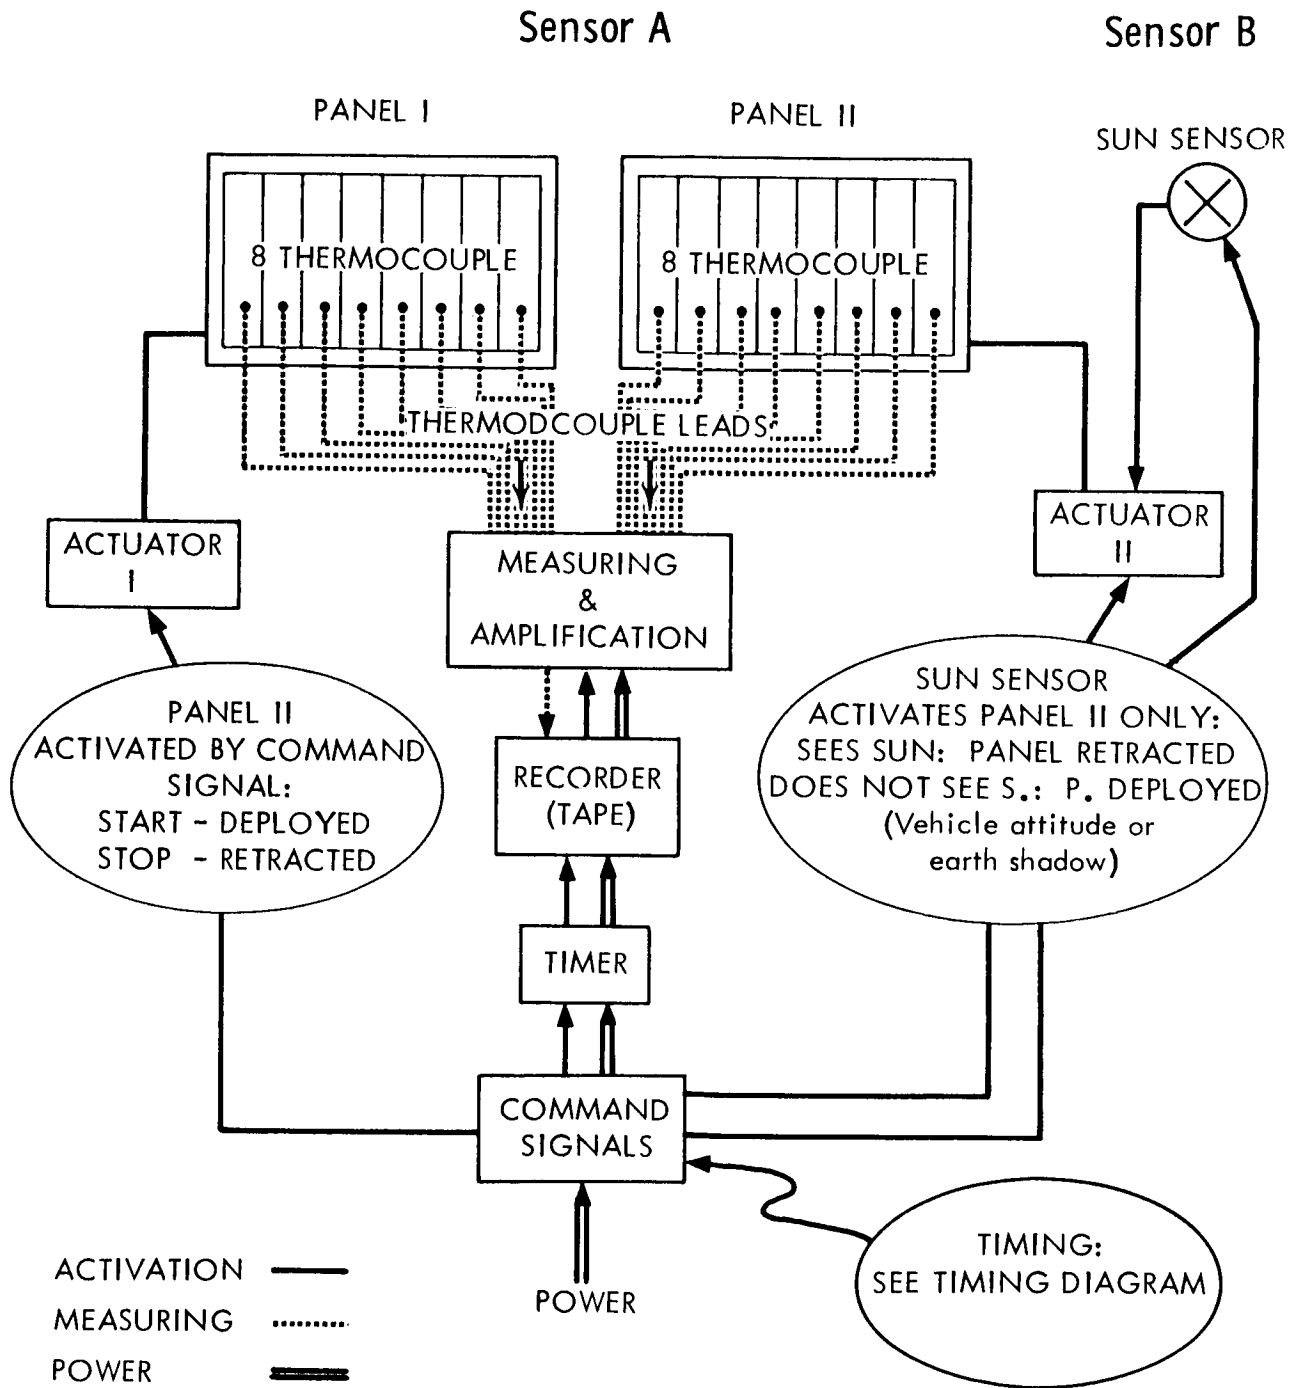 Sensor A
Sensor B
PANEL I
PANEL II
SUN SENSOR
8 THERMOCOUPLE
8 THERMOCOUPLE
THERMODCOUPLE LEADS
ACTUATOR
I
MEASURING
&
AMPLIFICATION
ACTUATOR
II
PANEL II
ACTIVATED BY COMMAND
SIGNAL:
START - DEPLOYED
STOP - RETRACTED
RECORDER
(TAPE)
SUN SENSOR
ACTIVATES PANEL II ONLY:
SEES SUN: PANEL RETRACTED
DOES NOT SEE S.: P. DEPLOYED
(Vehicle attitude or
earth shadow)
TIMER
COMMAND
SIGNALS
TIMING:
SEE TIMING DIAGRAM
POWER
ACTIVATION
MEASURING
POWER